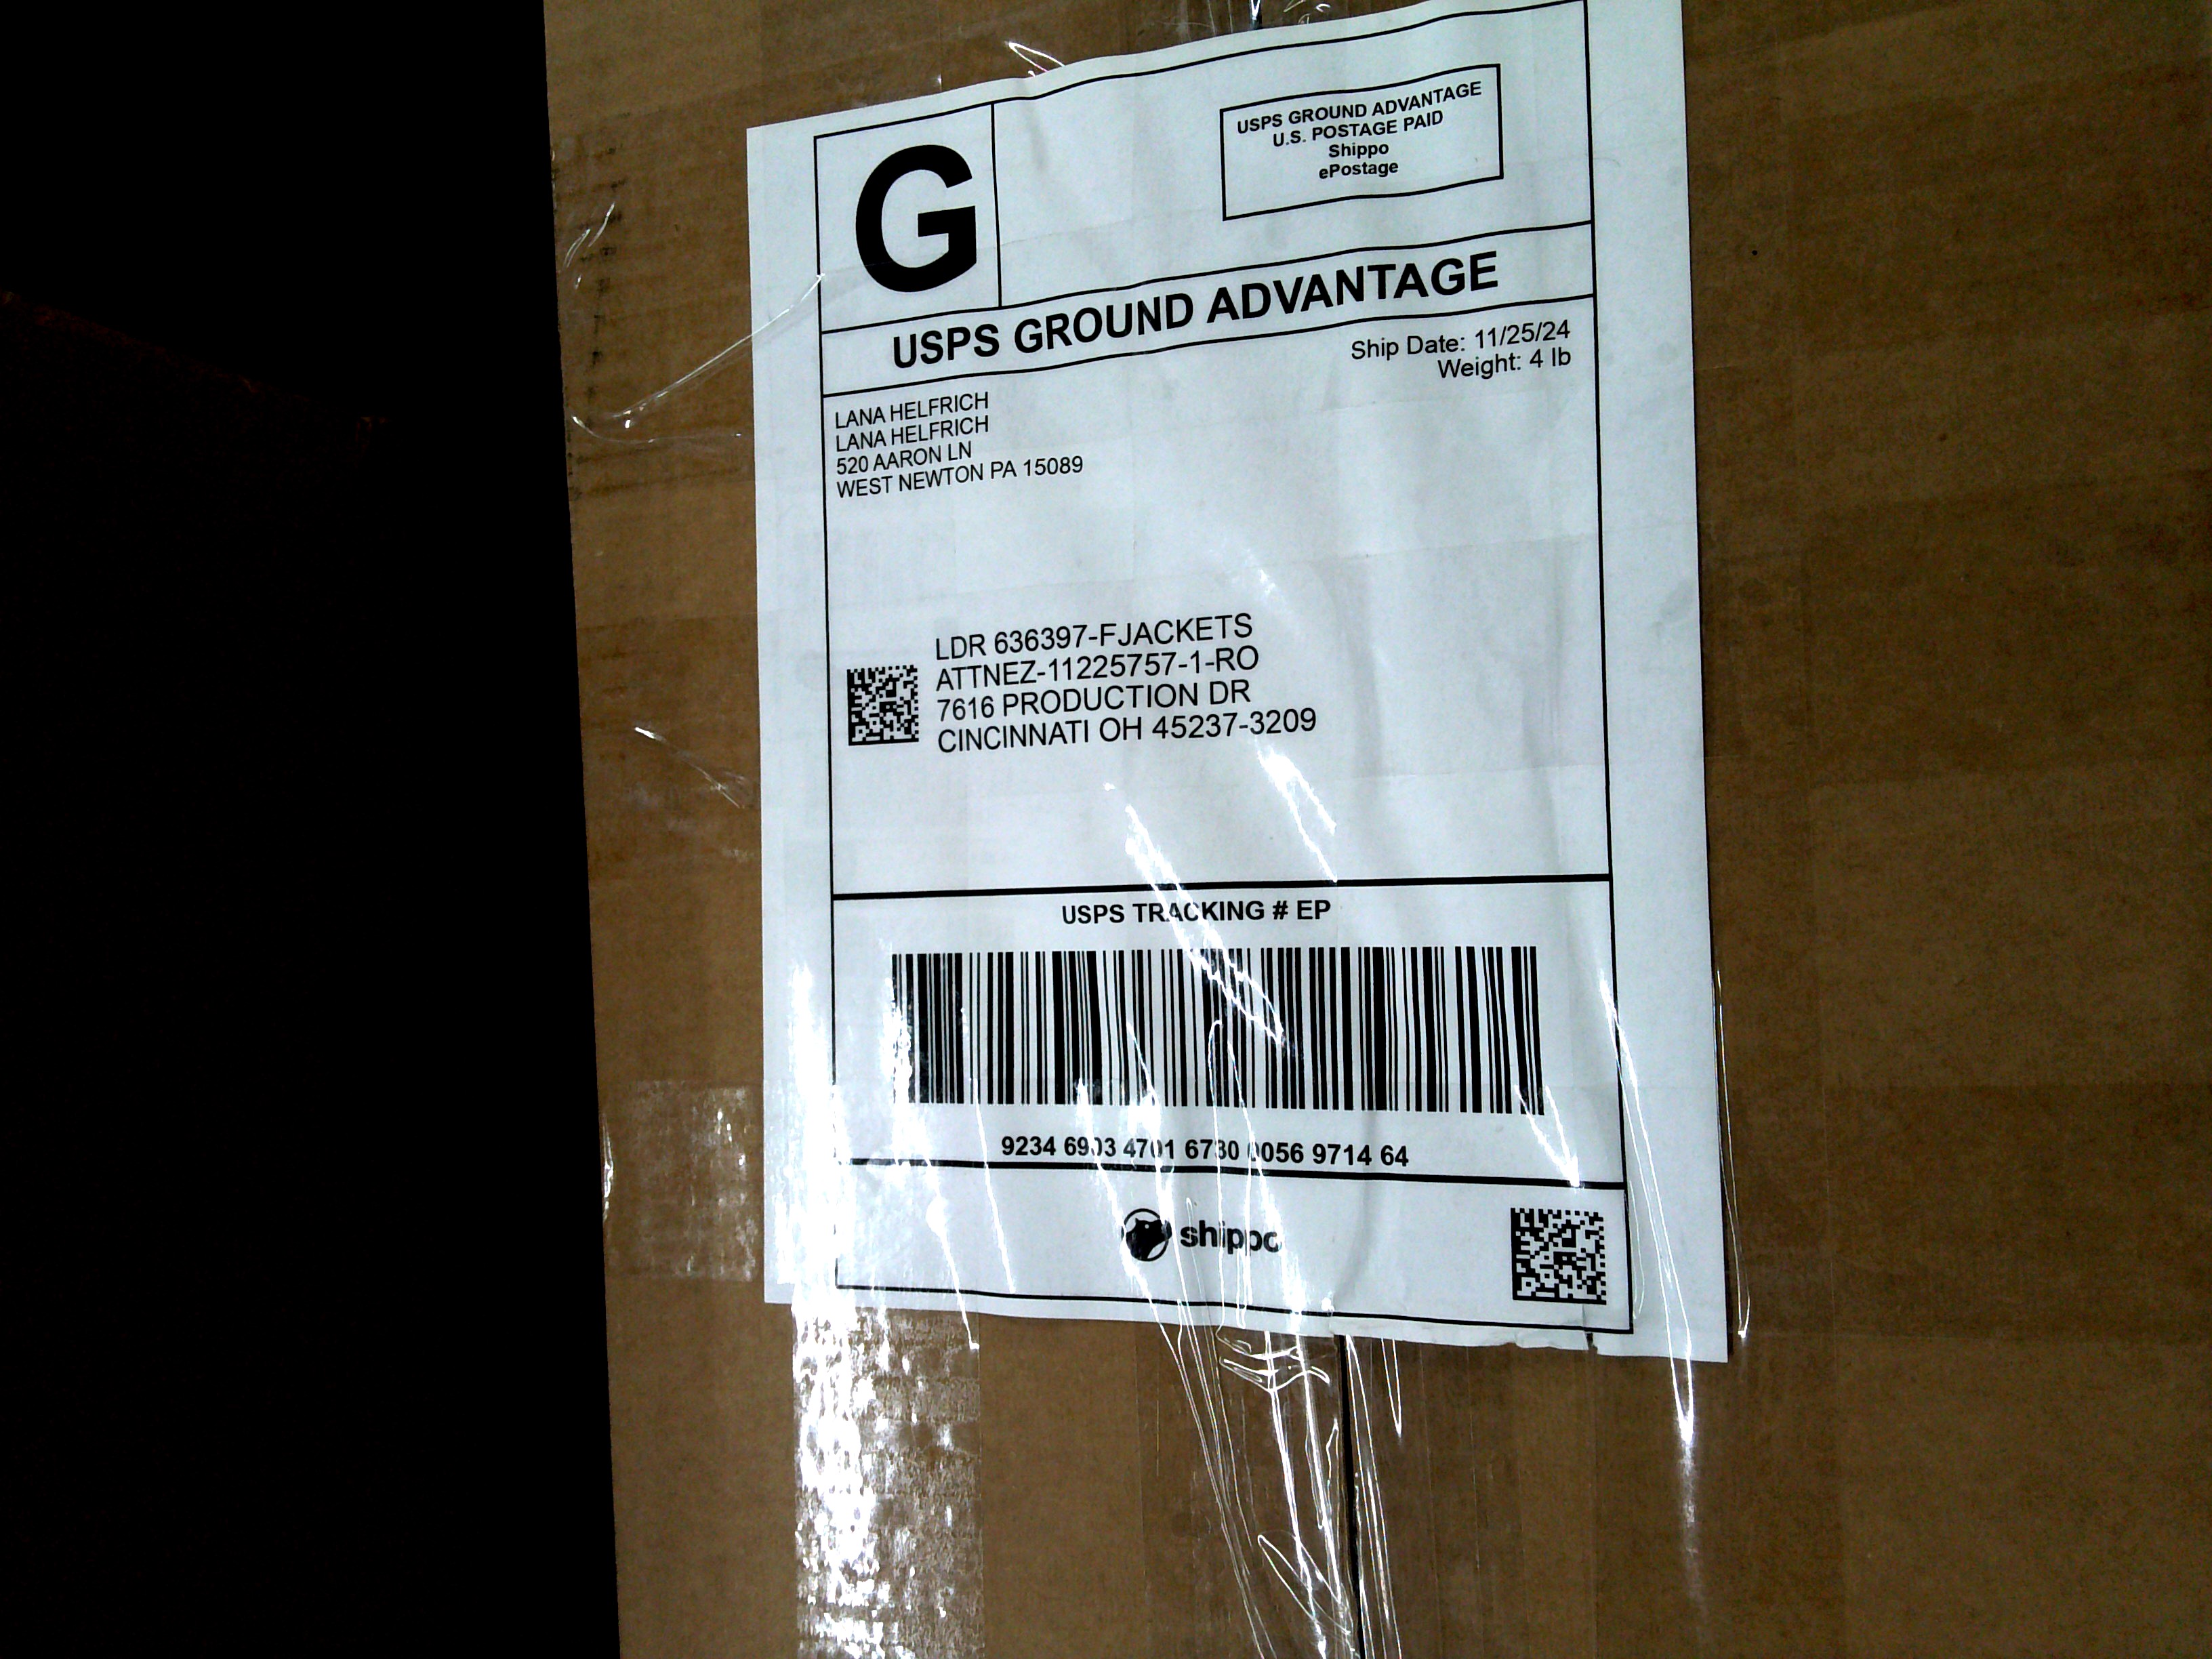 G
USPS GROUND ADVANTAGE
U.S. POSTAGE PAID
Shippo
ePostage
USPS GROUND ADVANTAGE
Ship Date: 11/25/24
Weight: 4 lb
LANA HELFRICH
LANA HELFRICH
520 AARON LN
WEST NEWTON PA 15089
LDR 636397-FJACKETS
ATTNEZ-11225757-1-RO
7616 PRODUCTION DR
CINCINNATI OH 45237-3209
USPS TRACKING # EP
9234 6903 4701 6730 0056 9714 64
shippo